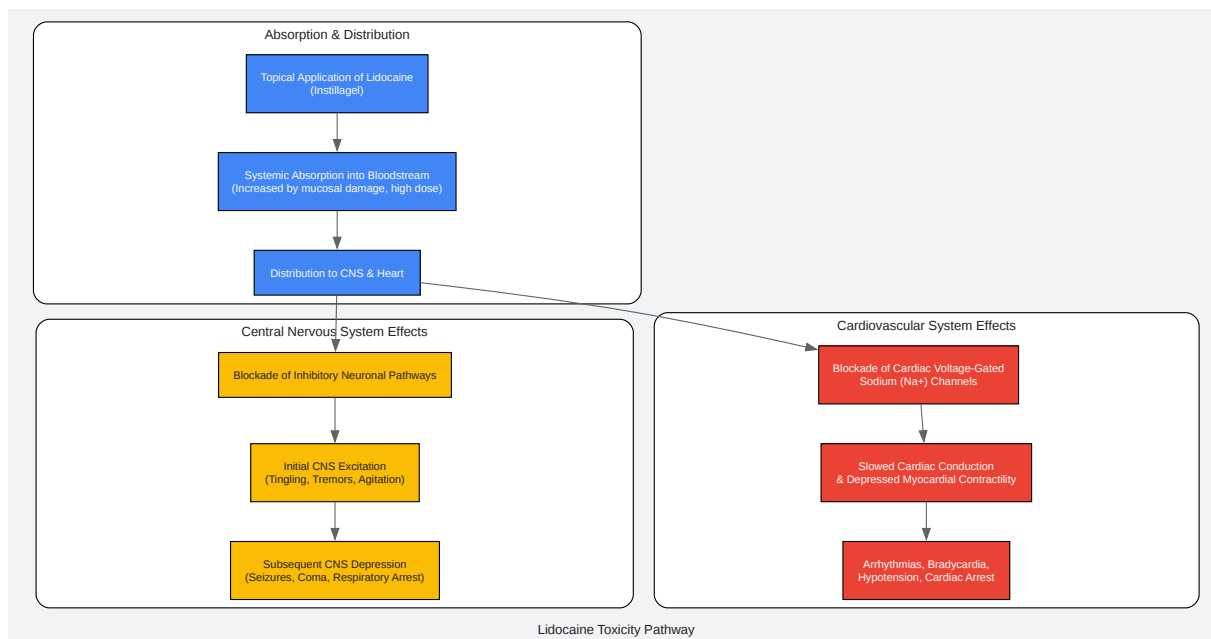 Absorption & Distribution
Topical Application of Lidocaine
(Instillagel)
Systemic Absorption into Bloodstream
(Increased by mucosal damage, high dose)
Distribution to CNS & Heart
Central Nervous System Effects
Blockade of Inhibitory Neuronal Pathways
Initial CNS Excitation
(Tingling, Tremors, Agitation)
Subsequent CNS Depression
(Seizures, Coma, Respiratory Arrest)
Cardiovascular System Effects
Blockade of Cardiac Voltage-Gated
Sodium (Na+) Channels
Slowed Cardiac Conduction
& Depressed Myocardial Contractility
Arrhythmias, Bradycardia,
Hypotension, Cardiac Arrest
Lidocaine Toxicity Pathway